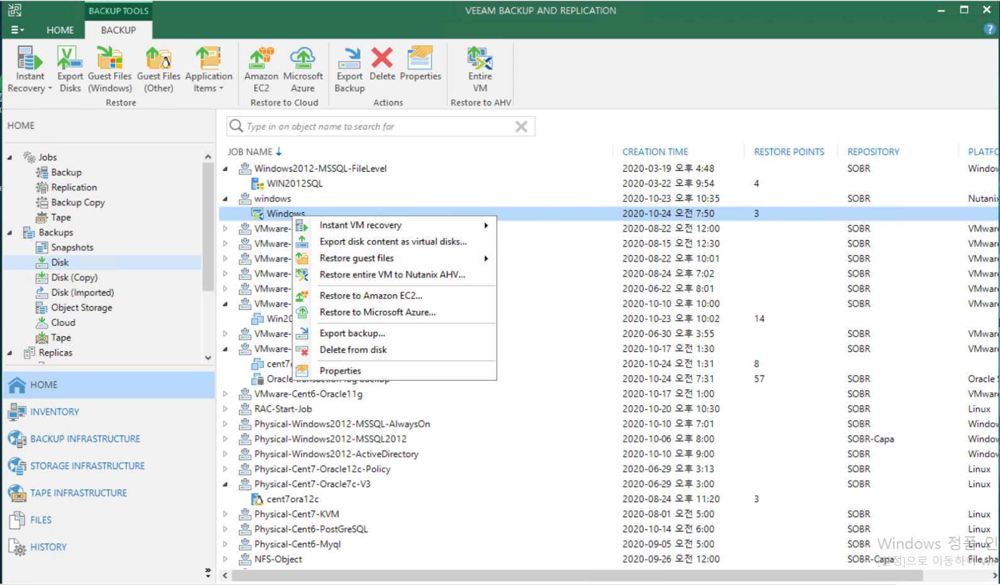 BACKUP TOOLS
VEEAM BACKUP AND REPLICATION
HOME
BACKUP
?
Instant Recovery
Export Disks
Guest Files (Windows)
Guest Files (Other)
Application Items
Restore
Amazon EC2
Microsoft Azure
Restore to Cloud
Export Backup
Delete
Properties
Actions
Entire VM
Restore to AHV
HOME
Jobs
Backup
Replication
Backup Copy
Tape
Backups
Snapshots
Disk
Disk (Copy)
Disk (Imported)
Object Storage
Cloud
Tape
Replicas
HOME
INVENTORY
BACKUP INFRASTRUCTURE
STORAGE INFRASTRUCTURE
TAPE INFRASTRUCTURE
FILES
HISTORY
Type in an object name to search for
JOB NAME CREATION TIME RESTORE POINTS REPOSITORY PLATFO
Windows2012-MSSQL-FileLevel 2020-03-19 오후 4:48 SOBR Window
WIN2012SQL 2020-03-22 오후 9:54 4
windows 2020-10-23 오후 10:35 SOBR Nutanix
Windows 2020-10-24 오전 7:50 3
VMware- 2020-08-22 오후 12:00 SOBR VMware
VMware- 2020-08-15 오후 12:30 SOBR VMware
VMware- 2020-08-22 오후 10:01 SOBR VMware
VMware- 2020-08-24 오후 7:02 SOBR VMware
VMware- 2020-06-22 오후 8:01 SOBR VMware
VMware- 2020-10-10 오후 10:00 SOBR VMware
Win20 2020-10-23 오후 10:02 14
VMware- 2020-06-30 오후 3:55 SOBR VMware
VMware- 2020-10-17 오전 1:30 SOBR VMware
cent7o 2020-10-24 오전 1:31 8
Oracle transaction log backup 2020-10-24 오전 7:31 57 SOBR Oracle
VMware-Cent6-Oracle11g 2020-10-17 오전 1:00 SOBR VMware
RAC-Start-Job 2020-10-20 오후 10:30 SOBR Linux
Physical-Windows2012-MSSQL-AlwaysOn 2020-10-10 오후 7:01 SOBR Window
Physical-Windows2012-MSSQL2012 2020-10-06 오후 8:00 SOBR-Capa Window
Physical-Windows2012-ActiveDirectory 2020-10-10 오후 9:00 SOBR Window
Physical-Cent7-Oracle12c-Policy 2020-06-29 오후 3:13 SOBR Linux
Physical-Cent7-Oracle7c-V3 2020-06-29 오후 3:00 SOBR Linux
cent7ora12c 2020-08-24 오후 11:20 3
Physical-Cent7-KVM 2020-08-01 오전 5:00 SOBR Linux
Physical-Cent6-PostGreSQL 2020-10-14 오전 6:00 SOBR Linux
Physical-Cent6-Myql 2020-09-05 오전 5:00 SOBR Linux
NFS-Object 2020-09-26 오전 12:00 SOBR-Capa File sha
Instant VM recovery
Export disk content as virtual disks...
Restore guest files
Restore entire VM to Nutanix AHV...
Restore to Amazon EC2...
Restore to Microsoft Azure...
Export backup...
Delete from disk
Properties
Windows 정품 인
[설정]으로 이동하여 Win